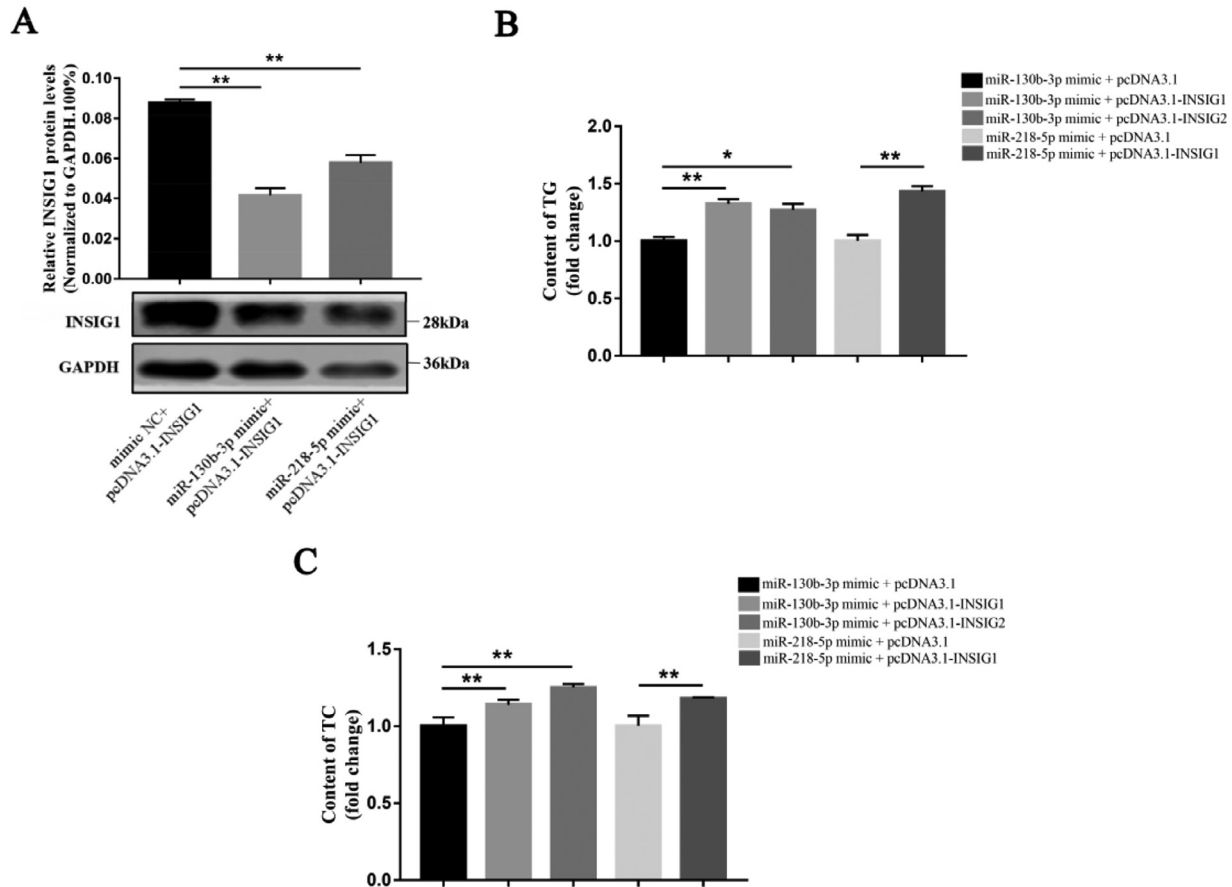 A
Relative INSIG1 protein levels
(Normalized to GAPDH.100%)
0.10
0.08
0.06
0.04
0.02
0.00
**
**
INSIG1
28kDa
GAPDH
36kDa
mimic NC+
pcDNA3.1-INSIG1
miR-130b-3p mimic+
pcDNA3.1-INSIG1
miR-218-5p mimic+
pcDNA3.1-INSIG1
B
miR-130b-3p mimic + pcDNA3.1
miR-130b-3p mimic + pcDNA3.1-INSIG1
miR-130b-3p mimic + pcDNA3.1-INSIG2
miR-218-5p mimic + pcDNA3.1
miR-218-5p mimic + pcDNA3.1-INSIG1
Content of TG
(fold change)
2.0
1.5
1.0
0.5
0.0
*
**
**
C
miR-130b-3p mimic + pcDNA3.1
miR-130b-3p mimic + pcDNA3.1-INSIG1
miR-130b-3p mimic + pcDNA3.1-INSIG2
miR-218-5p mimic + pcDNA3.1
miR-218-5p mimic + pcDNA3.1-INSIG1
Content of TC
(fold change)
1.5
1.0
0.5
0.0
**
**
**